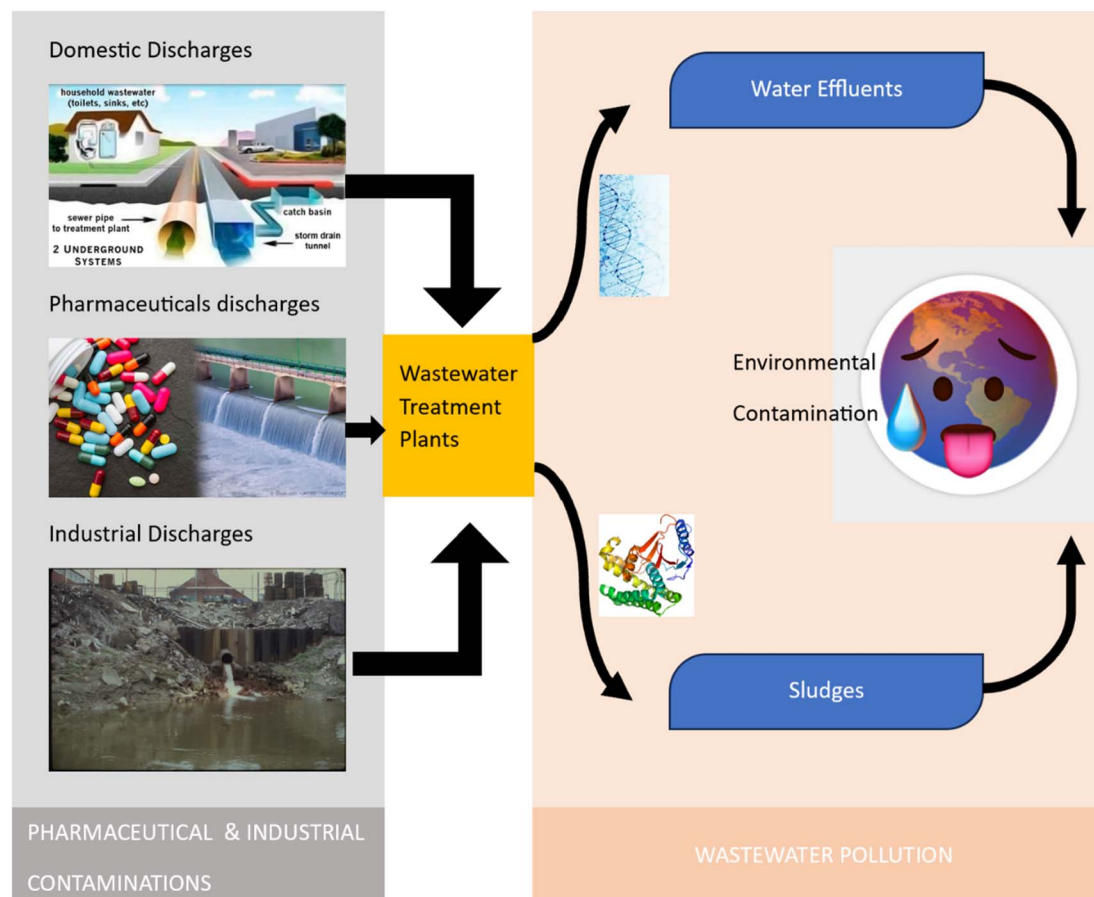 Domestic Discharges
household wastewater
(toilets, sinks, etc)
catch basin
sewer pipe
to treatment plant
storm drain
tunnel
2 UNDERGROUND
SYSTEMS
Pharmaceuticals discharges
Industrial Discharges
Wastewater
Treatment
Plants
Water Effluents
Environmental
Contamination
Sludges
PHARMACEUTICAL & INDUSTRIAL
CONTAMINATIONS
WASTEWATER POLLUTION